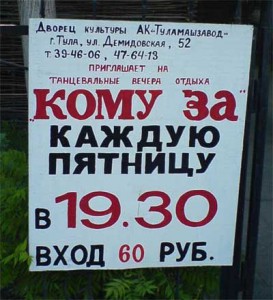 Дворец культуры АК-Туламашзавод-
г.Тула, ул. Демидовская, 52
т. 39-46-06, 47-64-13
ПРИГЛАШАЕТ НА
ТАНЦЕВАЛЬНЫЕ ВЕЧЕРА ОТДЫХА
"КОМУ ЗА"
КАЖДУЮ
ПЯТНИЦУ
В 19.30
ВХОД 60 РУБ.